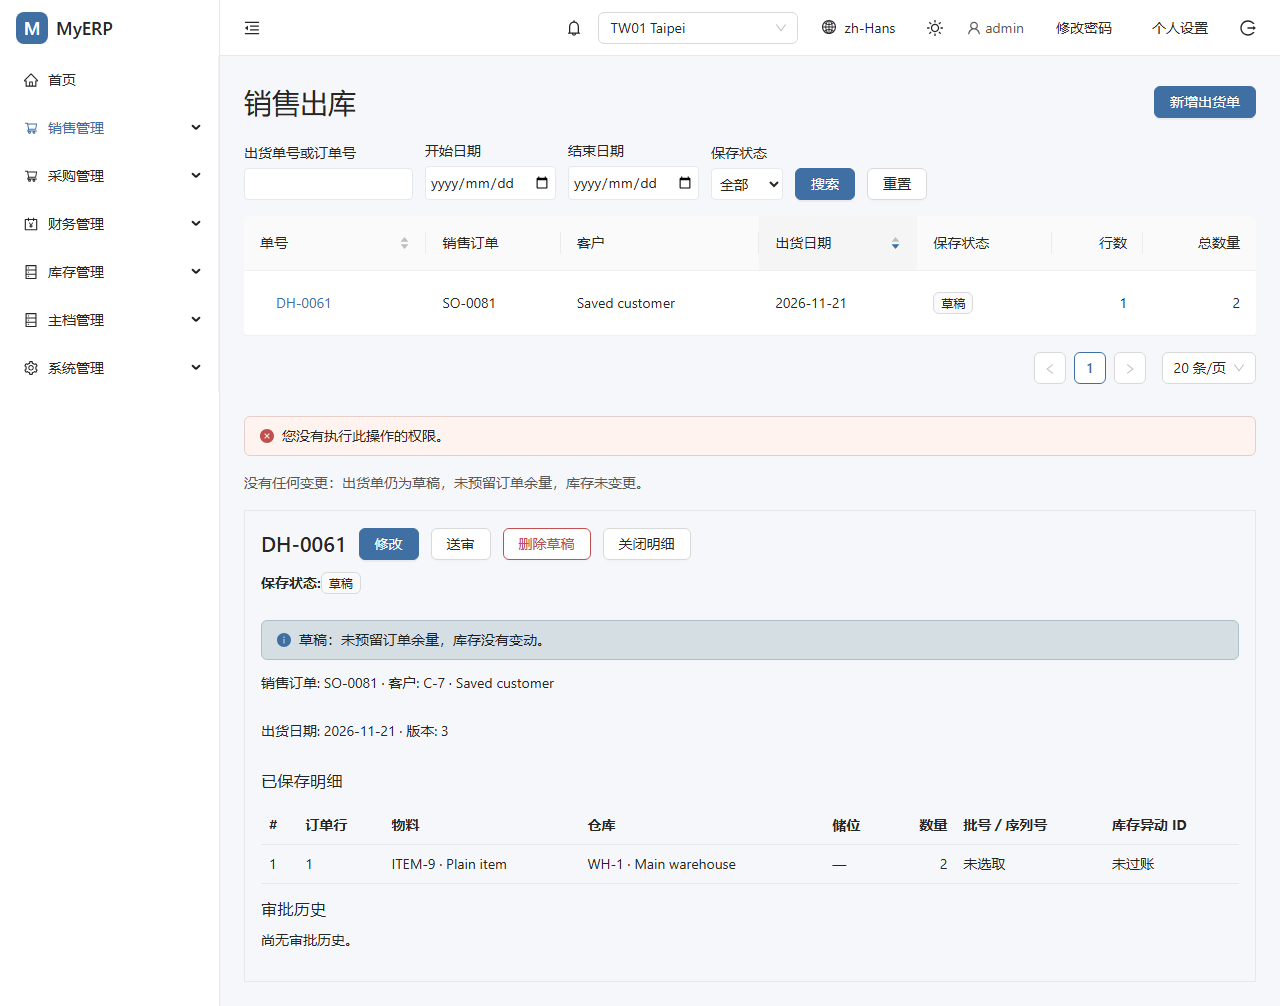 M MyERP
TW01 Taipei
zh-Hans
admin
修改密码
个人设置
首页
销售管理
采购管理
财务管理
库存管理
主档管理
系统管理
销售出库
新增出货单
出货单号或订单号
开始日期
结束日期
保存状态
yyyy/mm/dd
yyyy/mm/dd
全部
搜索
重置
单号 销售订单 客户 出货日期 保存状态 行数 总数量
DH-0061 SO-0081 Saved customer 2026-11-21 草稿 1 2
< 1 > 20 条/页
您没有执行此操作的权限。
没有任何变更：出货单仍为草稿，未预留订单余量，库存未变更。
DH-0061 修改 送审 删除草稿 关闭明细
保存状态: 草稿
草稿：未预留订单余量，库存没有变动。
销售订单: SO-0081 · 客户: C-7 · Saved customer
出货日期: 2026-11-21 · 版本: 3
已保存明细
# 订单行 物料 仓库 储位 数量 批号 / 序列号 库存异动 ID
1 1 ITEM-9 · Plain item WH-1 · Main warehouse — 2 未选取 未过账
审批历史
尚无审批历史。